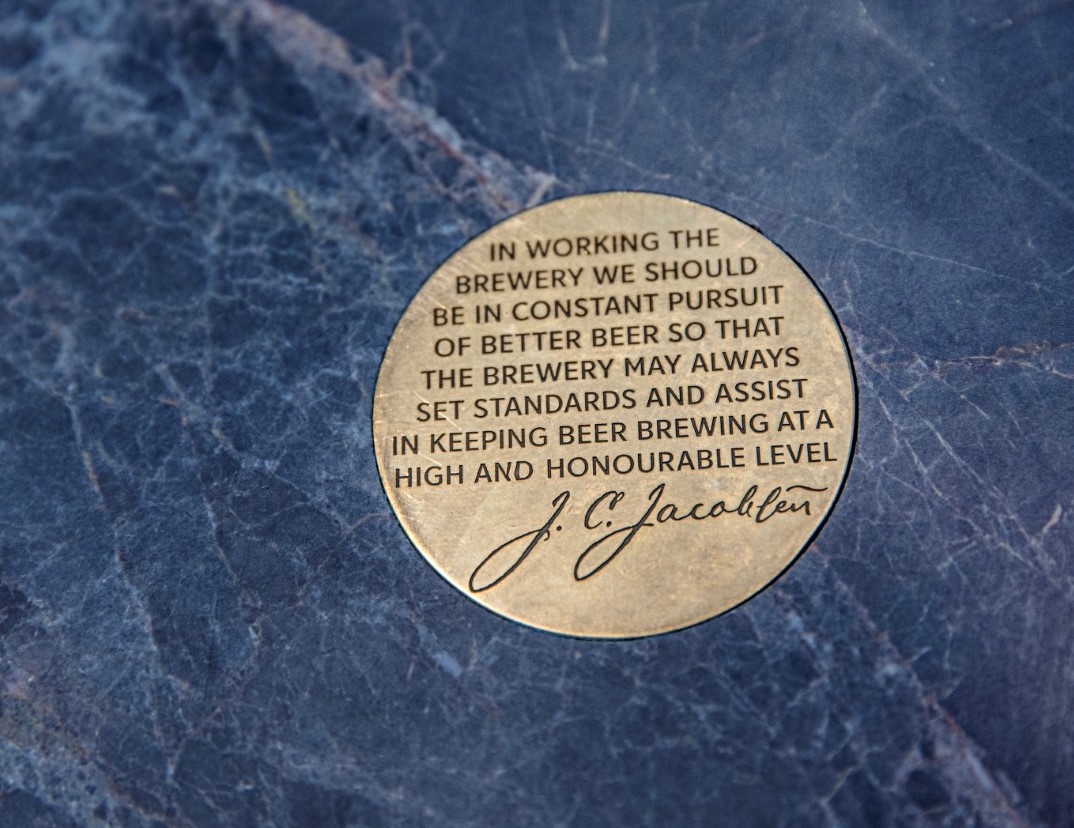 IN WORKING THE
BREWERY WE SHOULD
BE IN CONSTANT PURSUIT
OF BETTER BEER SO THAT
THE BREWERY MAY ALWAYS
SET STANDARDS AND ASSIST
IN KEEPING BEER BREWING AT A
HIGH AND HONOURABLE LEVEL
J. C. Jacobsen